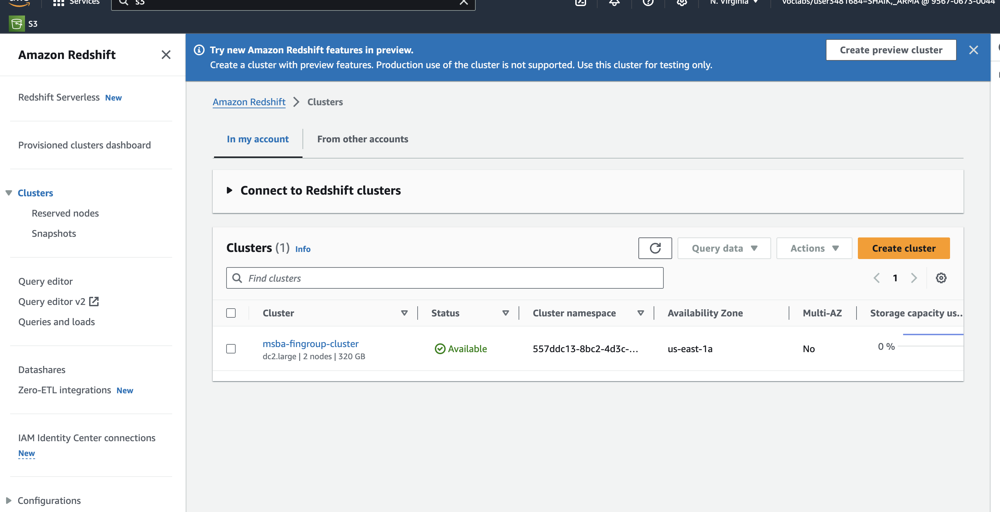 aws
Services
s3
N. Virginia
voclabs/user3481684=SHAIK,_ARMA @ 9567-0673-0044
S3
Amazon Redshift
Redshift Serverless New
Provisioned clusters dashboard
Clusters
Reserved nodes
Snapshots
Query editor
Query editor v2
Queries and loads
Datashares
Zero-ETL integrations New
IAM Identity Center connections
New
Configurations
Try new Amazon Redshift features in preview.
Create a cluster with preview features. Production use of the cluster is not supported. Use this cluster for testing only.
Create preview cluster
Amazon Redshift > Clusters
In my account
From other accounts
Connect to Redshift clusters
Clusters (1) Info
Query data
Actions
Create cluster
Find clusters
1
Cluster
Status
Cluster namespace
Availability Zone
Multi-AZ
Storage capacity us..
msba-fingroup-cluster
dc2.large | 2 nodes | 320 GB
Available
557ddc13-8bc2-4d3c-...
us-east-1a
No
0 %